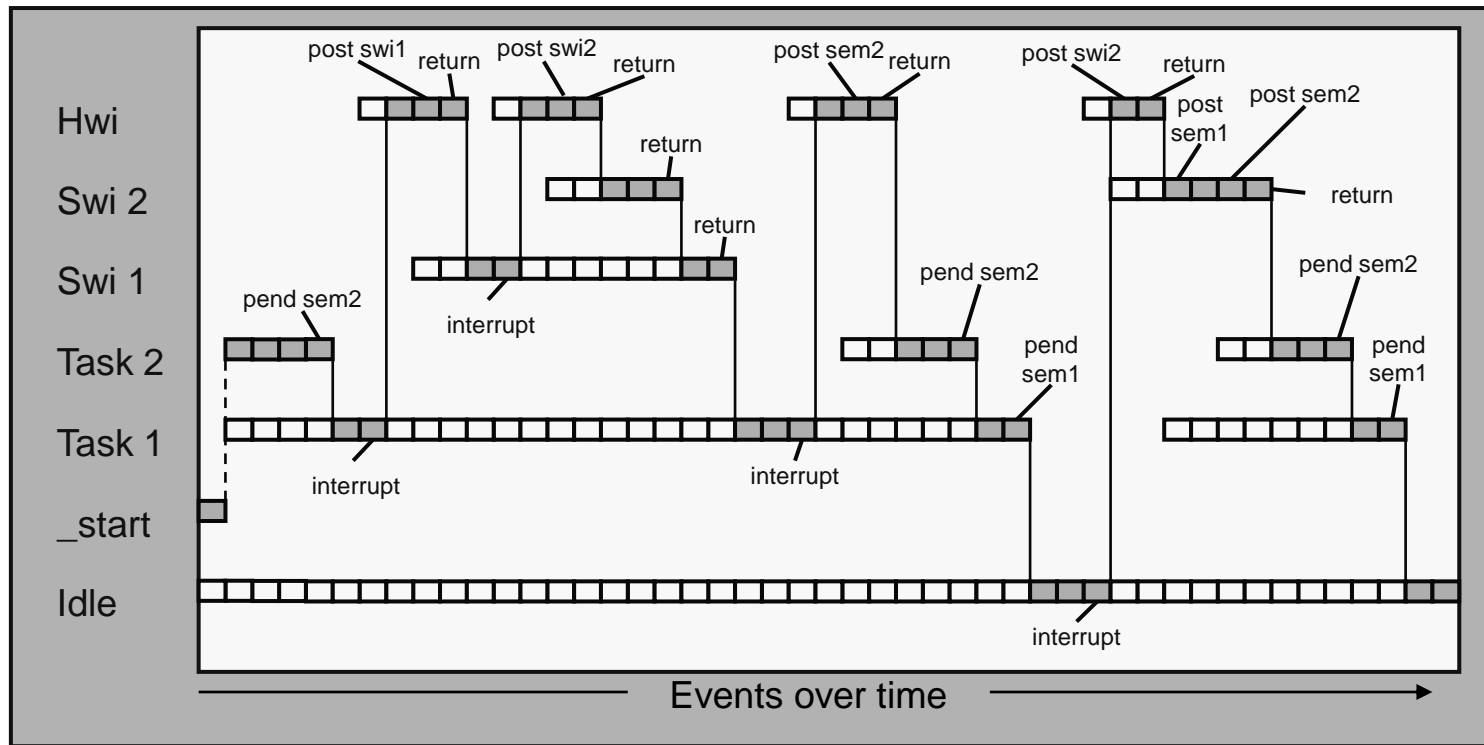 post swi1
return
post swi2
return
post sem2
return
post swi2
return
post
sem1
post sem2
Hwi
return
Swi 2
return
return
Swi 1
interrupt
pend sem2
pend sem2
pend sem2
Task 2
pend
sem1
pend
sem1
Task 1
interrupt
interrupt
_start
Idle
interrupt
Events over time